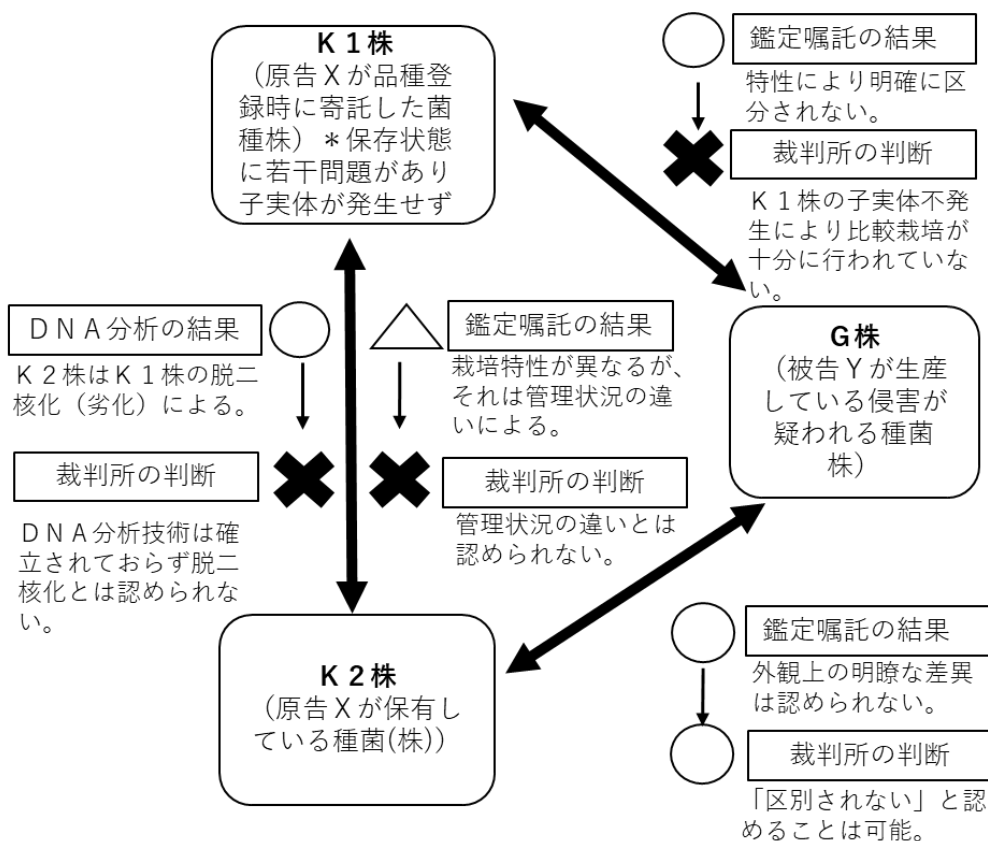 K1株
（原告Xが品種登
録時に寄託した菌
種株）＊保存状態
に若干問題があり
子実体が発生せず
鑑定嘱託の結果
特性により明確に区
分されない。
裁判所の判断
K1株の子実体不発
生により比較栽培が
十分に行われていな
い。
DNA分析の結果
K2株はK1株の脱二
核化（劣化）による。
裁判所の判断
DNA分析技術は確
立されておらず脱二
核化とは認められな
い。
鑑定嘱託の結果
栽培特性が異なるが、
それは管理状況の違
いによる。
裁判所の判断
管理状況の違いとは
認められない。
G株
（被告Yが生産
している侵害が
疑われる種菌
株）
K2株
（原告Xが保有し
ている種菌(株)）
鑑定嘱託の結果
外観上の明瞭な差異
は認められない。
裁判所の判断
「区別されない」と認
めることは可能。